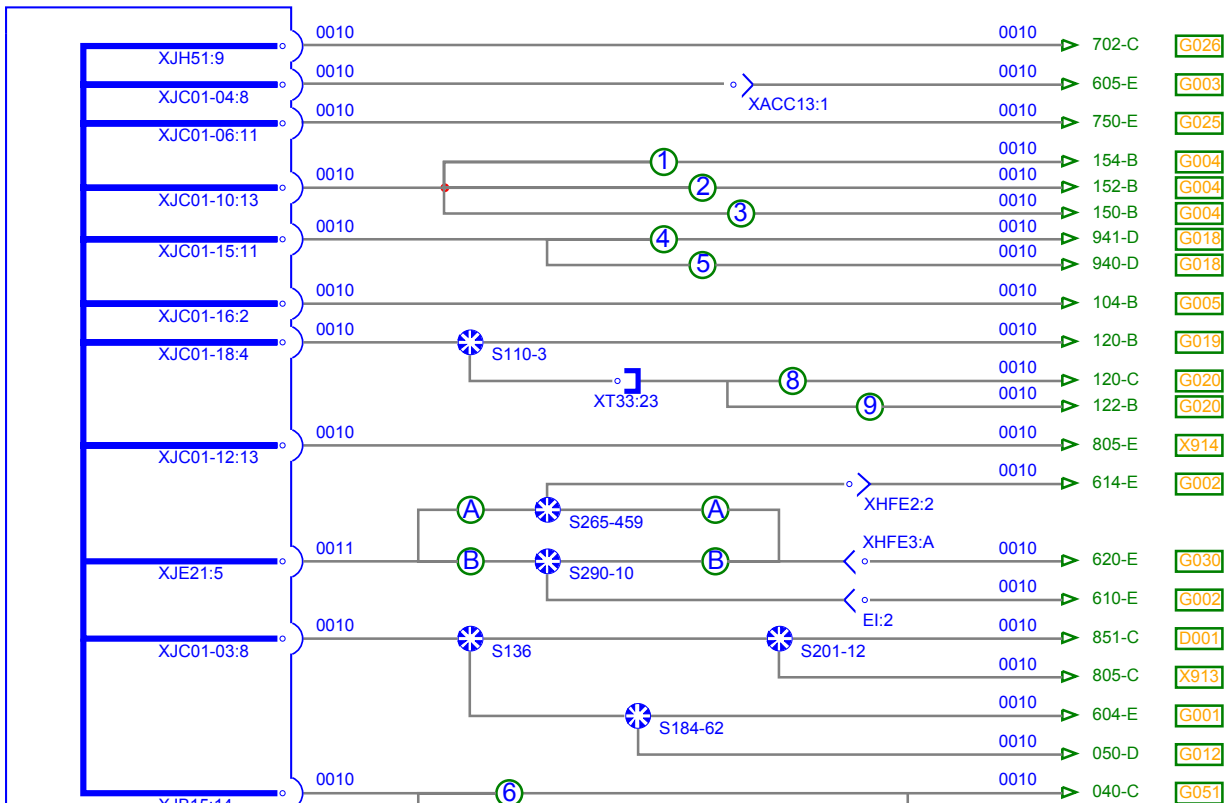 0010 0010 702-C G026
XJH51:9
0010 0010 605-E G003
XJC01-04:8 XACC13:1
0010 0010 750-E G025
XJC01-06:11
1 0010 154-B G004
0010 2 0010 152-B G004
XJC01-10:13
3 0010 150-B G004
0010 4 0010 941-D G018
XJC01-15:11
5 0010 940-D G018
0010 0010 104-B G005
XJC01-16:2
0010 0010 120-B G019
XJC01-18:4 S110-3
8 0010 120-C G020
XT33:23
9 0010 122-B G020
0010 0010 805-E X914
XJC01-12:13
0010 614-E G002
XHFE2:2
A A
S265-459
XHFE3:A
0011 B B 0010 620-E G030
XJE21:5 S290-10
0010 610-E G002
EI:2
0010 0010 851-C D001
XJC01-03:8 S136 S201-12
0010 805-C X913
0010 604-E G001
S184-62
0010 050-D G012
0010 6 0010 040-C G051